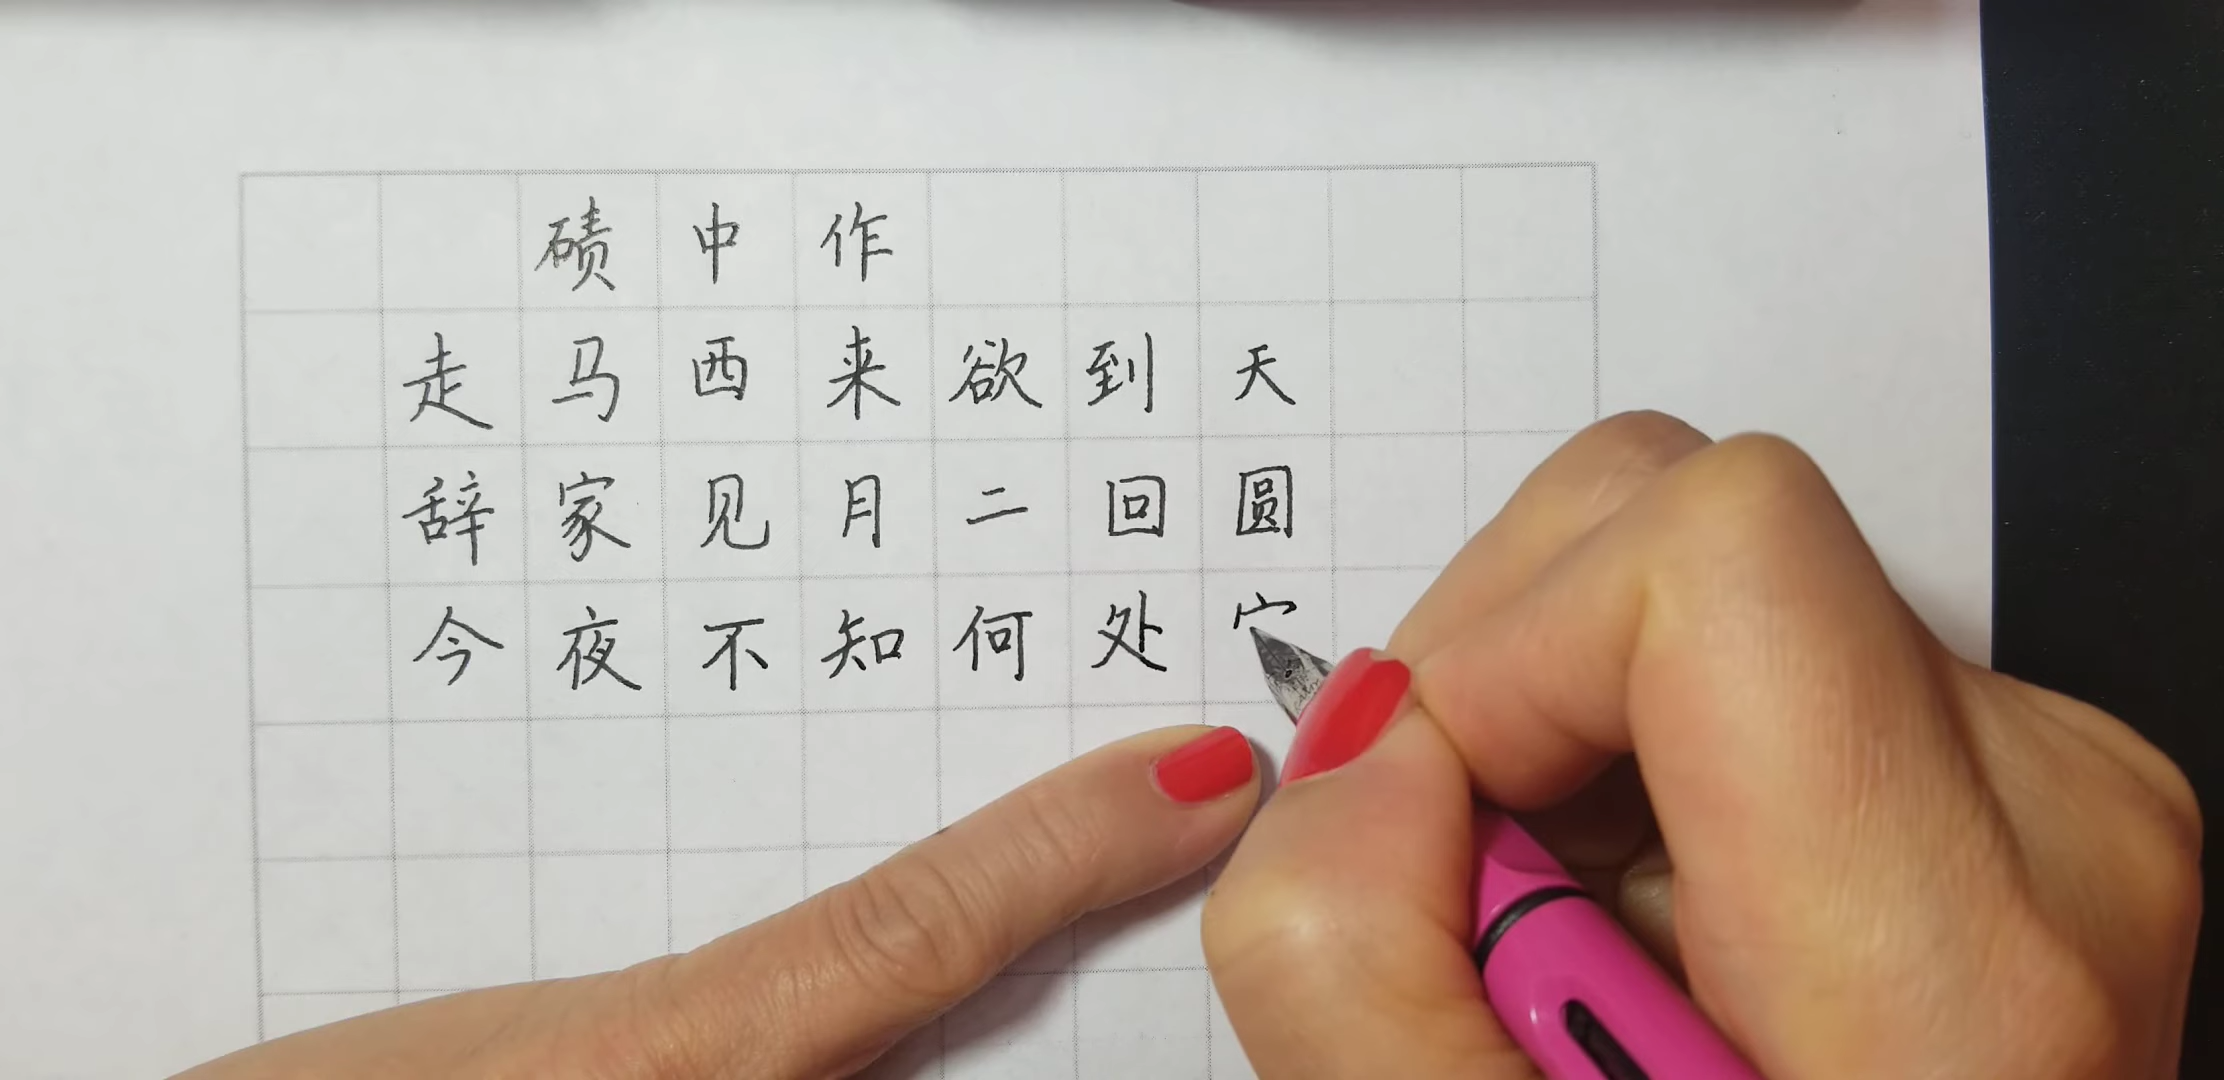 碛中作
走马西来欲到天
辞家见月二回圆
今夜不知何处